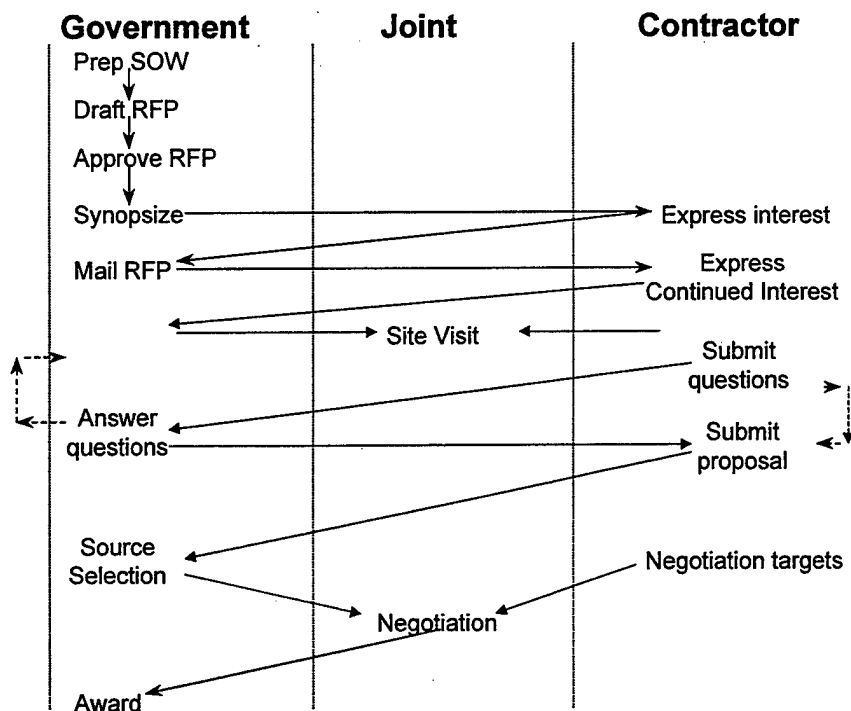 Government
Joint
Contractor
Prep SOW
Draft RFP
Approve RFP
Synopsize
Express interest
Mail RFP
Express
Continued Interest
Site Visit
Submit
questions
Answer
questions
Submit
proposal
Source
Selection
Negotiation targets
Negotiation
Award